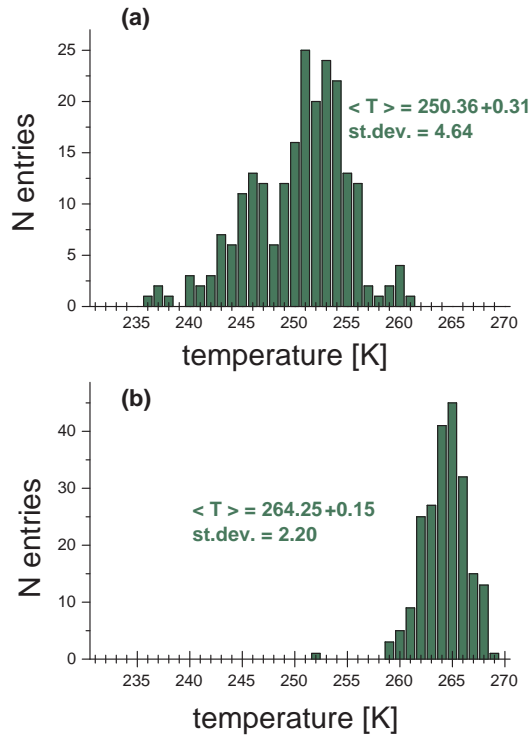 (a)
25
20
15
10
5
0
N entries
< T > = 250.36+0.31
st.dev. = 4.64
235 240 245 250 255 260 265 270
temperature [K]
(b)
40
30
20
10
0
N entries
< T > = 264.25+0.15
st.dev. = 2.20
235 240 245 250 255 260 265 270
temperature [K]